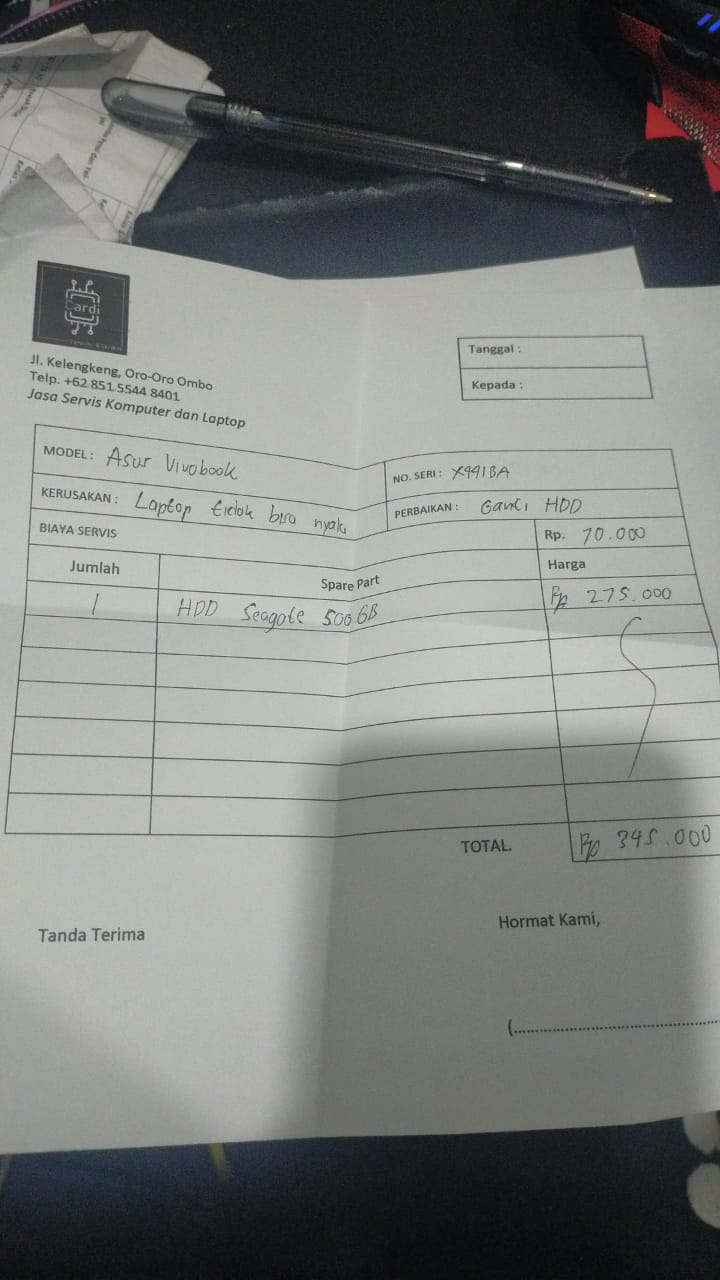 Cardi
Jl. Kelengkeng, Oro-Oro Ombo
Telp. +62 851 5544 8401
Jasa Servis Komputer dan Laptop
Tanggal :
Kepada :
MODEL : Asus Vivobook
NO. SERI : X441BA
KERUSAKAN : Laptop tidak bisa nyala
PERBAIKAN : Ganti HDD
BIAYA SERVIS Rp. 70.000
Jumlah Spare Part Harga
1 HDD Seagate 500GB Rp 275.000
TOTAL. Rp 345.000
Tanda Terima
Hormat Kami,
(......................................................